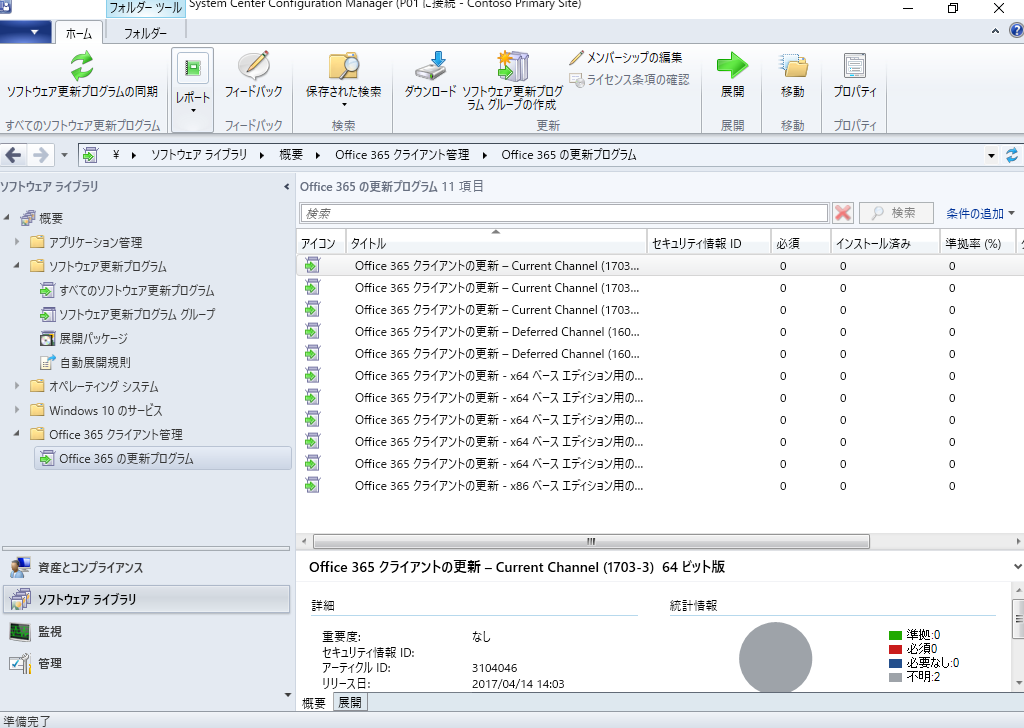 フォルダー ツール
System Center Configuration Manager (P01 に接続 - Contoso Primary Site)
ホーム
フォルダー
ソフトウェア更新プログラムの同期
レポート
フィードバック
保存された検索
ダウンロード
ソフトウェア更新プログラム グループの作成
メンバーシップの編集
ライセンス条項の確認
展開
移動
プロパティ
すべてのソフトウェア更新プログラム
フィードバック
検索
更新
展開
移動
プロパティ
¥ ソフトウェア ライブラリ 概要 Office 365 クライアント管理 Office 365 の更新プログラム
ソフトウェア ライブラリ
概要
アプリケーション管理
ソフトウェア更新プログラム
すべてのソフトウェア更新プログラム
ソフトウェア更新プログラム グループ
展開パッケージ
自動展開規則
オペレーティング システム
Windows 10 のサービス
Office 365 クライアント管理
Office 365 の更新プログラム
資産とコンプライアンス
ソフトウェア ライブラリ
監視
管理
Office 365 の更新プログラム 11 項目
検索
検索
条件の追加
アイコン タイトル セキュリティ情報 ID 必須 インストール済み 準拠率 (%)
Office 365 クライアントの更新 – Current Channel (1703... 0 0 0
Office 365 クライアントの更新 – Current Channel (1703... 0 0 0
Office 365 クライアントの更新 – Current Channel (1703... 0 0 0
Office 365 クライアントの更新 – Deferred Channel (160... 0 0 0
Office 365 クライアントの更新 – Deferred Channel (160... 0 0 0
Office 365 クライアントの更新 - x64 ベース エディション用の... 0 0 0
Office 365 クライアントの更新 - x64 ベース エディション用の... 0 0 0
Office 365 クライアントの更新 - x64 ベース エディション用の... 0 0 0
Office 365 クライアントの更新 - x64 ベース エディション用の... 0 0 0
Office 365 クライアントの更新 - x64 ベース エディション用の... 0 0 0
Office 365 クライアントの更新 - x86 ベース エディション用の... 0 0 0
Office 365 クライアントの更新 – Current Channel (1703-3) 64 ビット版
詳細
重要度: なし
セキュリティ情報 ID:
アーティクル ID: 3104046
リリース日: 2017/04/14 14:03
統計情報
準拠:0
必須0
必要なし:0
不明:2
概要
展開
準備完了